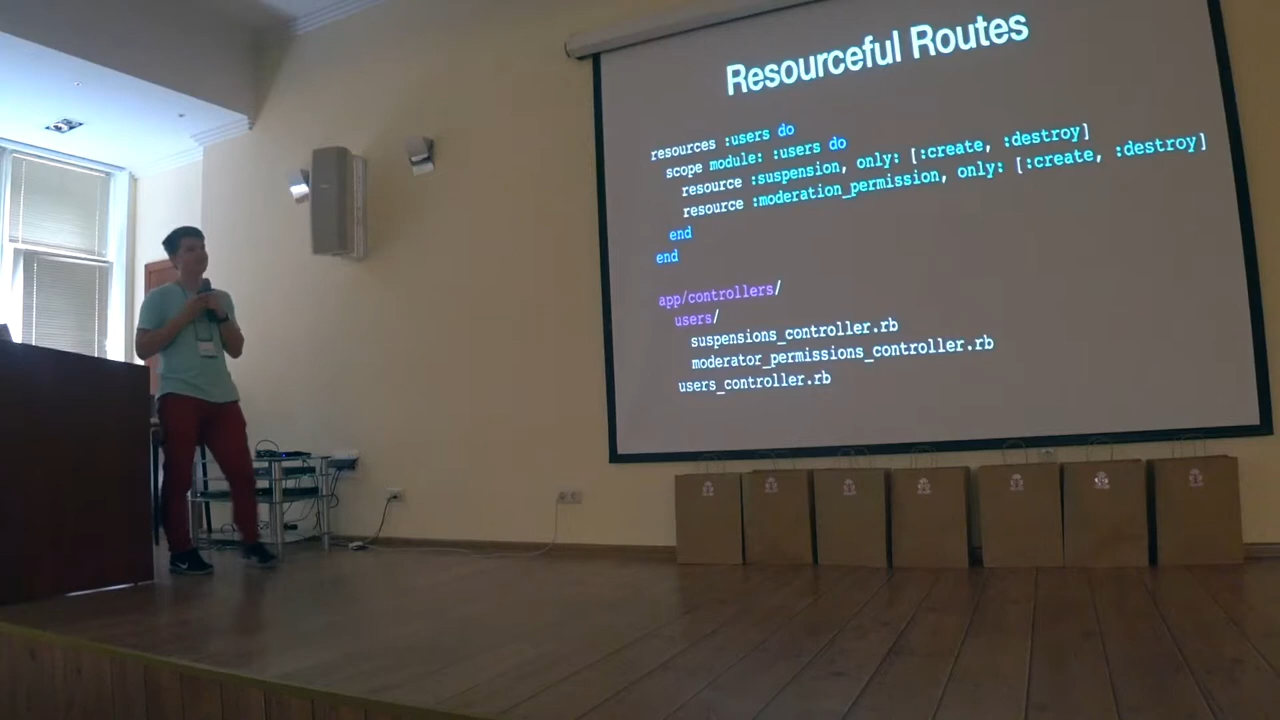 Resourceful Routes
resources :users do
scope module: :users do
resource :suspension, only: [:create, :destroy]
resource :moderation_permission, only: [:create, :destroy]
end
end
app/controllers/
users/
suspensions_controller.rb
moderator_permissions_controller.rb
users_controller.rb